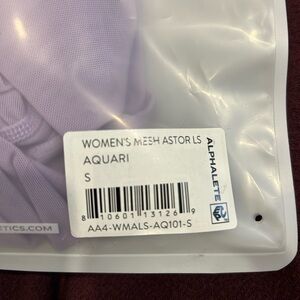 WOMEN'S MESH ASTOR LS
AQUARI
S
ALPHALETE
8 10601 13126 9
AA4-WMALS-AQ101-S
ETICS.COM